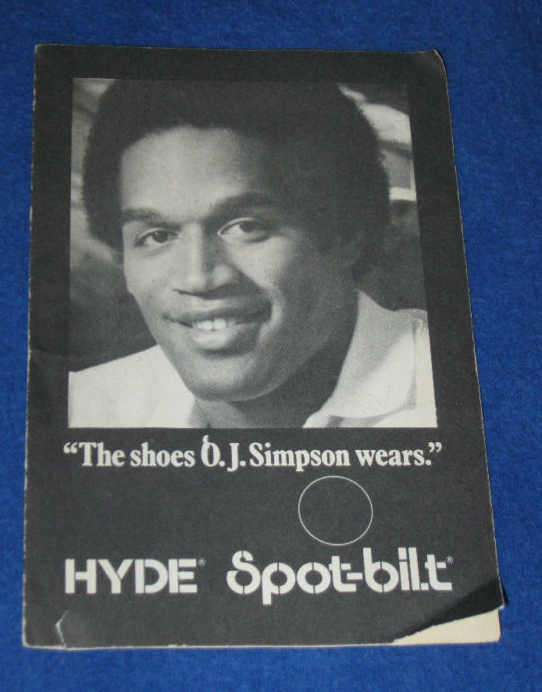 “The shoes O.J. Simpson wears.”
HYDE® Spot-bilt®